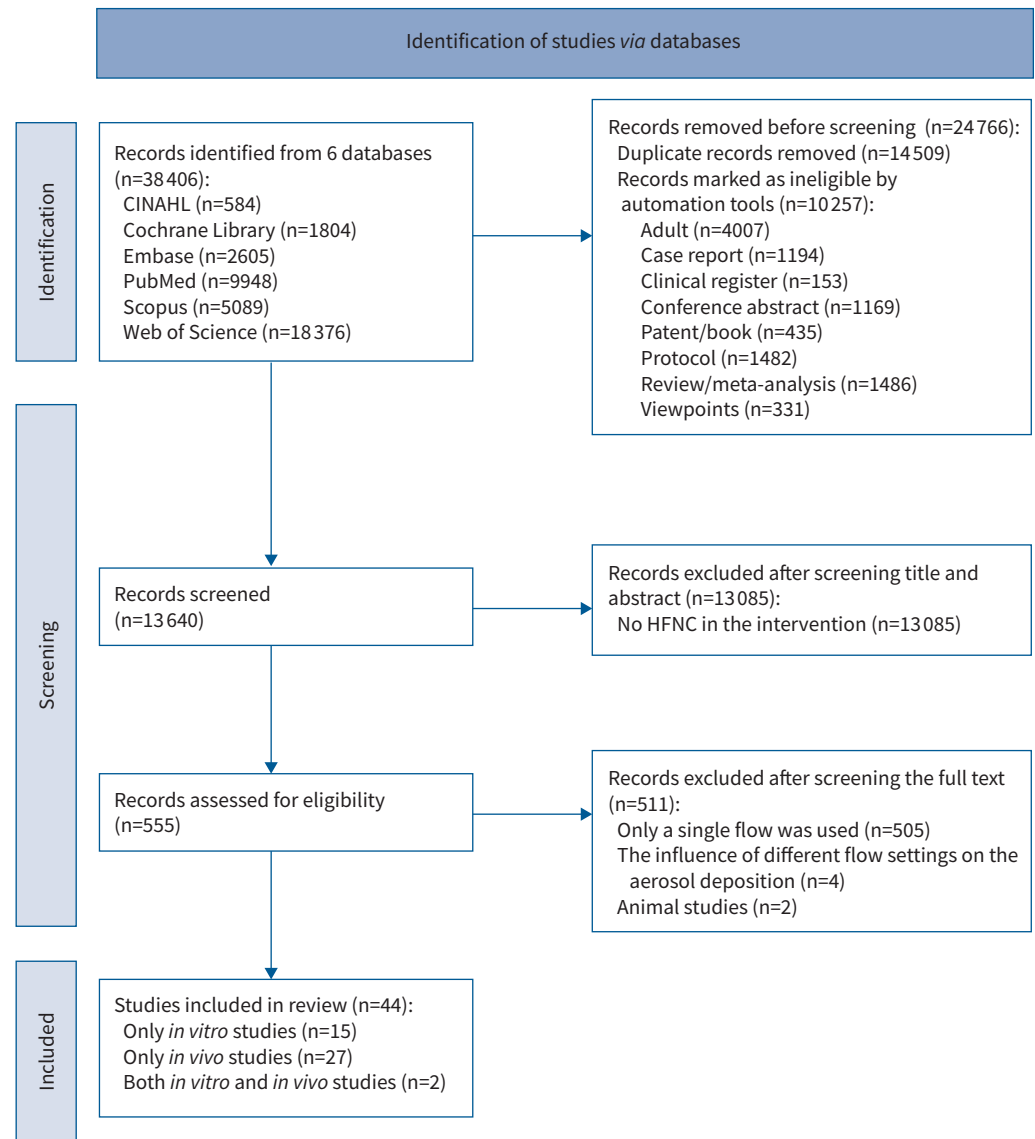 Identification of studies via databases
Identification
Records identified from 6 databases
(n=38406):
CINAHL (n=584)
Cochrane Library (n=1804)
Embase (n=2605)
PubMed (n=9948)
Scopus (n=5089)
Web of Science (n=18376)
Records removed before screening (n=24766):
Duplicate records removed (n=14509)
Records marked as ineligible by
automation tools (n=10257):
Adult (n=4007)
Case report (n=1194)
Clinical register (n=153)
Conference abstract (n=1169)
Patent/book (n=435)
Protocol (n=1482)
Review/meta-analysis (n=1486)
Viewpoints (n=331)
Screening
Records screened
(n=13640)
Records excluded after screening title and
abstract (n=13085):
No HFNC in the intervention (n=13085)
Records assessed for eligibility
(n=555)
Records excluded after screening the full text
(n=511):
Only a single flow was used (n=505)
The influence of different flow settings on the
aerosol deposition (n=4)
Animal studies (n=2)
Included
Studies included in review (n=44):
Only in vitro studies (n=15)
Only in vivo studies (n=27)
Both in vitro and in vivo studies (n=2)